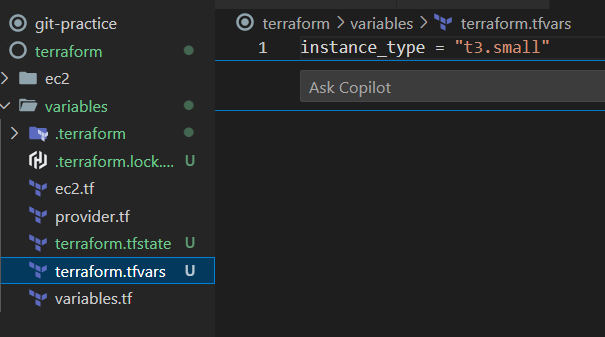 git-practice
terraform
ec2
variables
.terraform
.terraform.lock.... U
ec2.tf
provider.tf
terraform.tfstate U
terraform.tfvars U
variables.tf
terraform > variables > terraform.tfvars
1 instance_type = "t3.small"
Ask Copilot